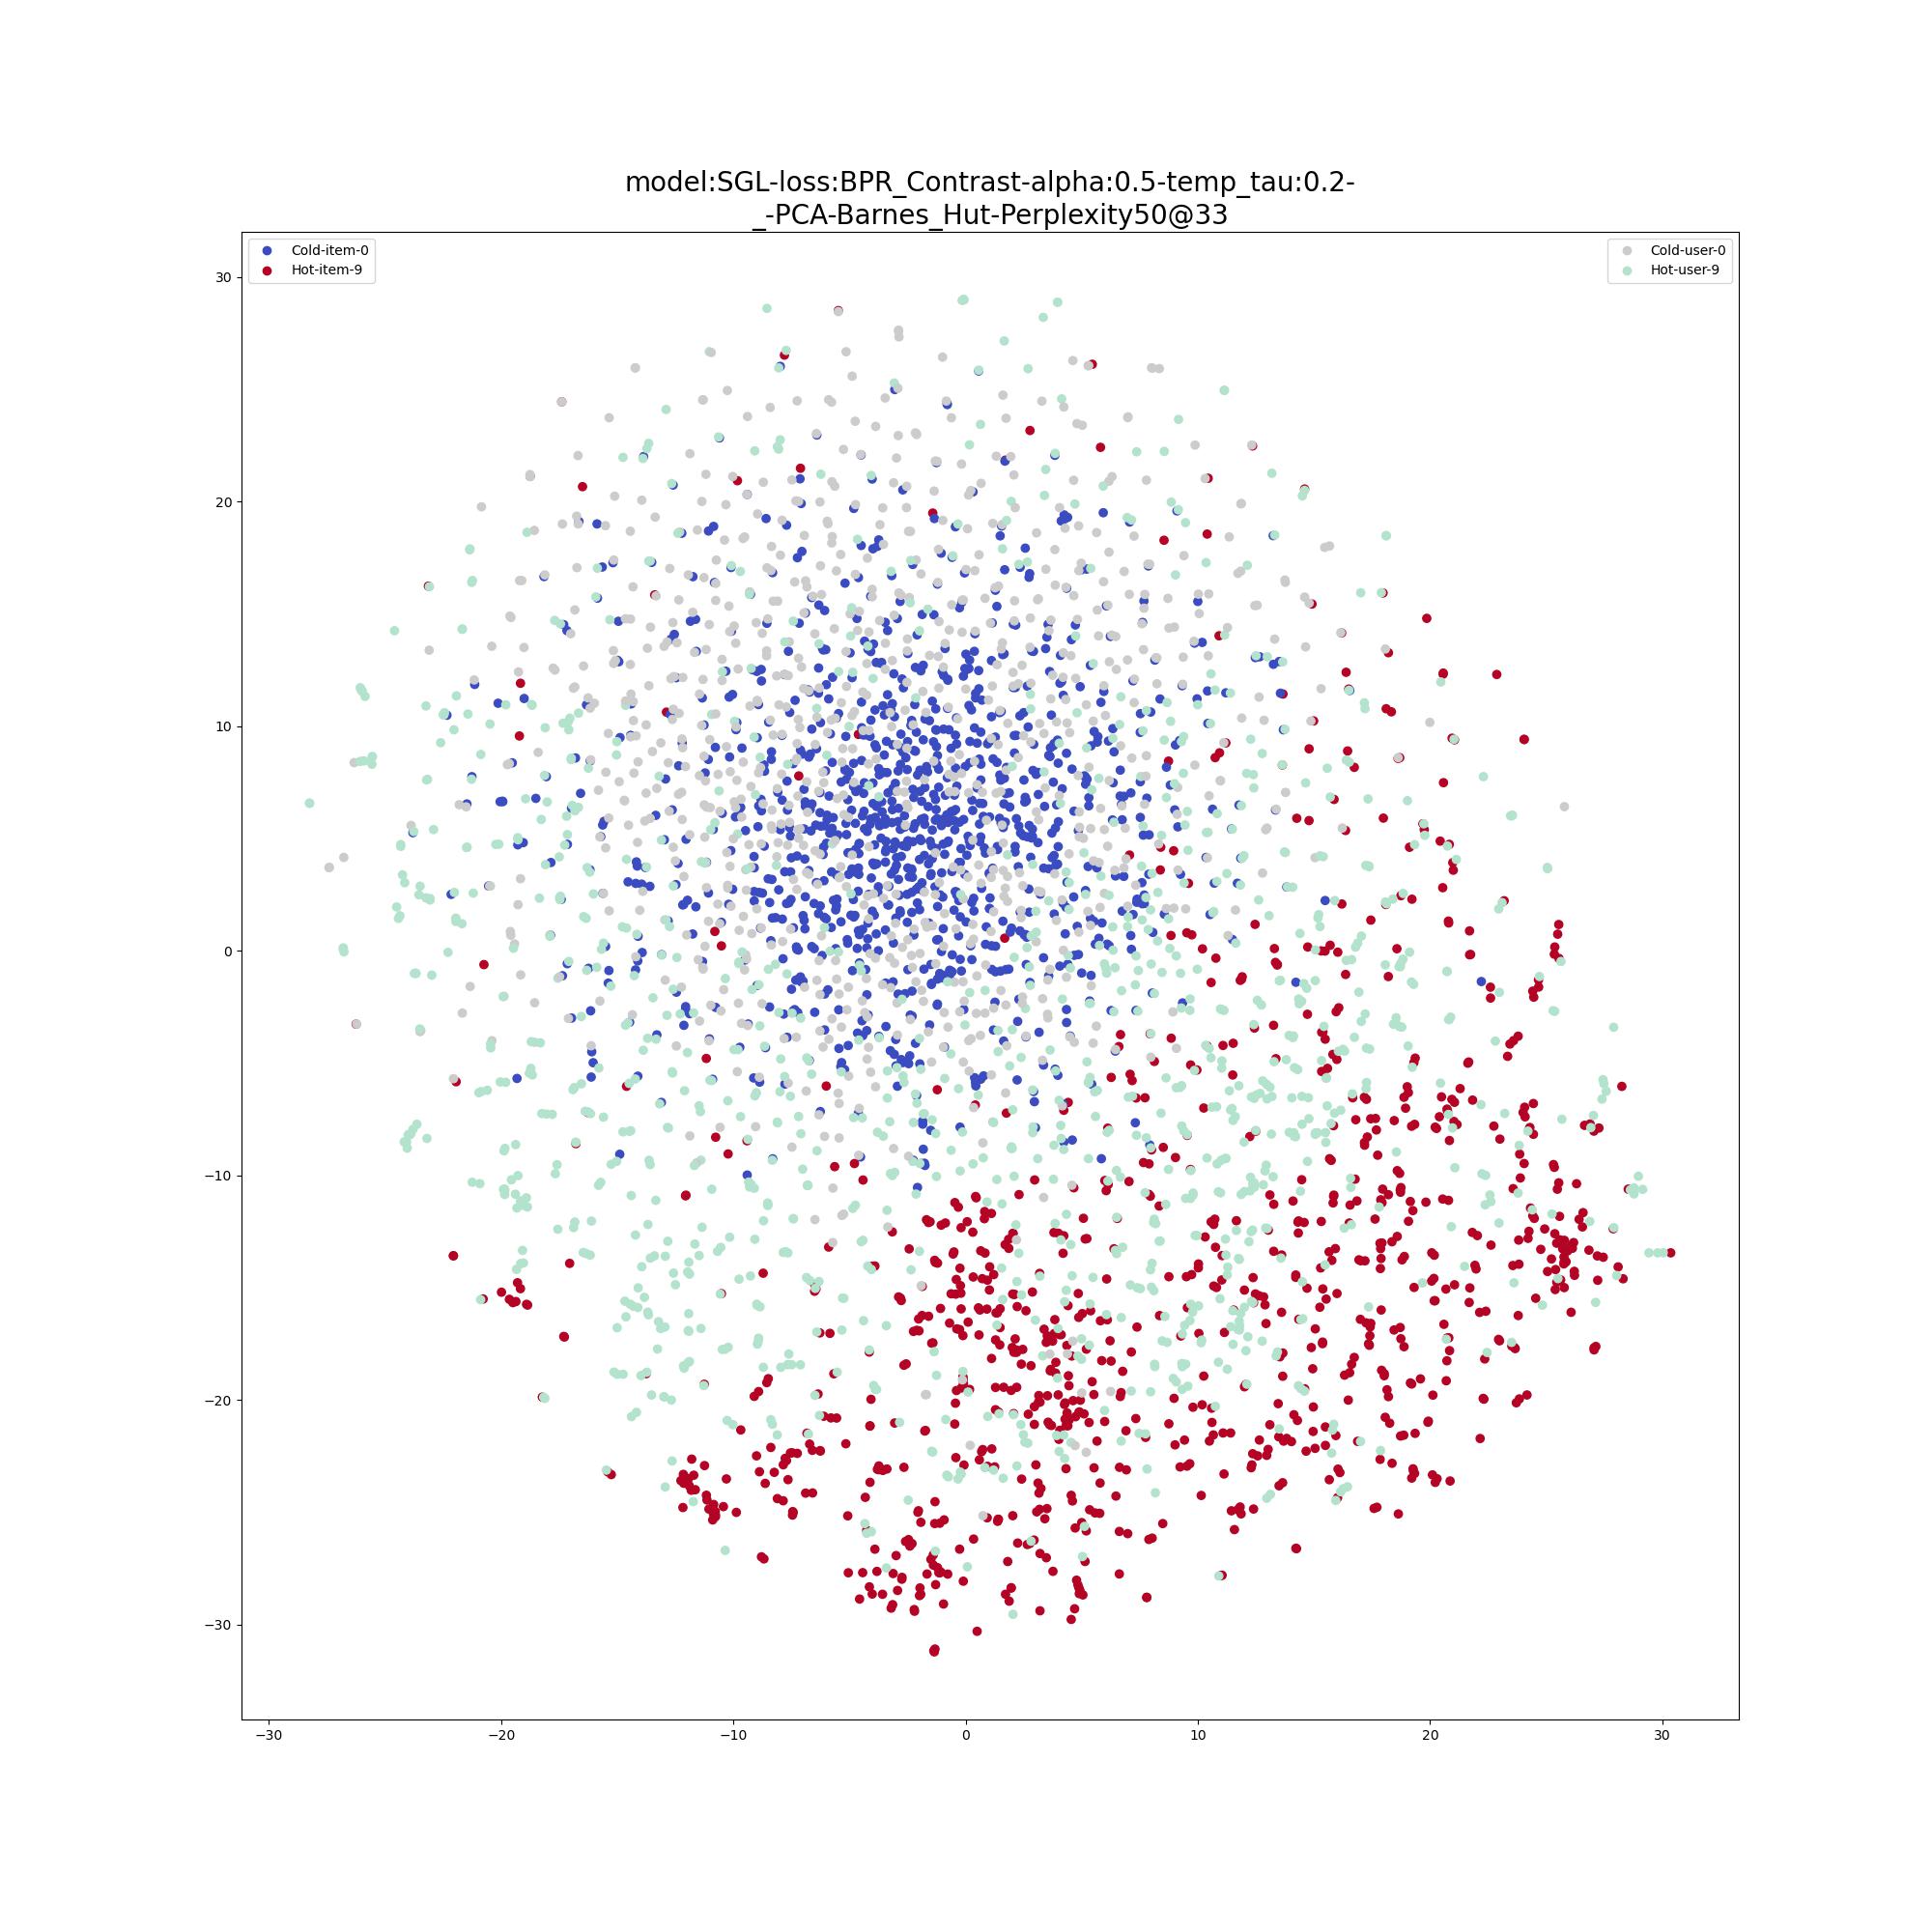 model:SGL-loss:BPR_Contrast-alpha:0.5-temp_tau:0.2-
_-PCA-Barnes_Hut-Perplexity50@33
Cold-item-0
Hot-item-9
Cold-user-0
Hot-user-9
30
20
10
0
−10
−20
−30
−30
−20
−10
0
10
20
30